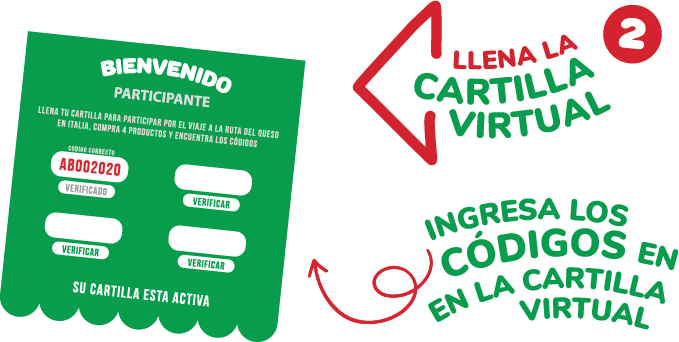 BIENVENIDO
PARTICIPANTE
LLENA TU CARTILLA PARA PARTICIPAR POR EL VIAJE A LA RUTA DEL QUESO
EN ITALIA, COMPRA 4 PRODUCTOS Y ENCUENTRA LOS CÓDIGOS
CODIGO CORRECTO
AB002020
VERIFICADO
VERIFICAR
VERIFICAR
VERIFICAR
SU CARTILLA ESTA ACTIVA
2
LLENA LA
CARTILLA
VIRTUAL
INGRESA LOS
CÓDIGOS EN
EN LA CARTILLA
VIRTUAL